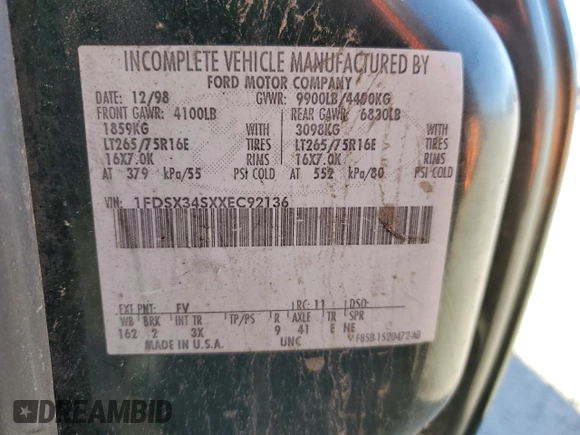 INCOMPLETE VEHICLE MANUFACTURED BY
FORD MOTOR COMPANY
DATE: 12/98 GVWR: 9900LB/4490KG
FRONT GAWR: 4100LB REAR GAWR: 6830LB
1859KG WITH 3098KG WITH
LT265/75R16E TIRES LT265/75R16E TIRES
16X7.0K RIMS 16X7.0K RIMS
AT 379 kPa/55 PSI COLD AT 552 kPa/80 PSI COLD
VIN: 1FDSX34SXXEC92136
EXT PNT: FV RC: 11 DSO:
WB BRK INT TR TP/PS R AXLE TR SPR
162 2 3X 9 41 E HE
MADE IN U.S.A. UNC
F85B-1520472-AB
DREAMBID